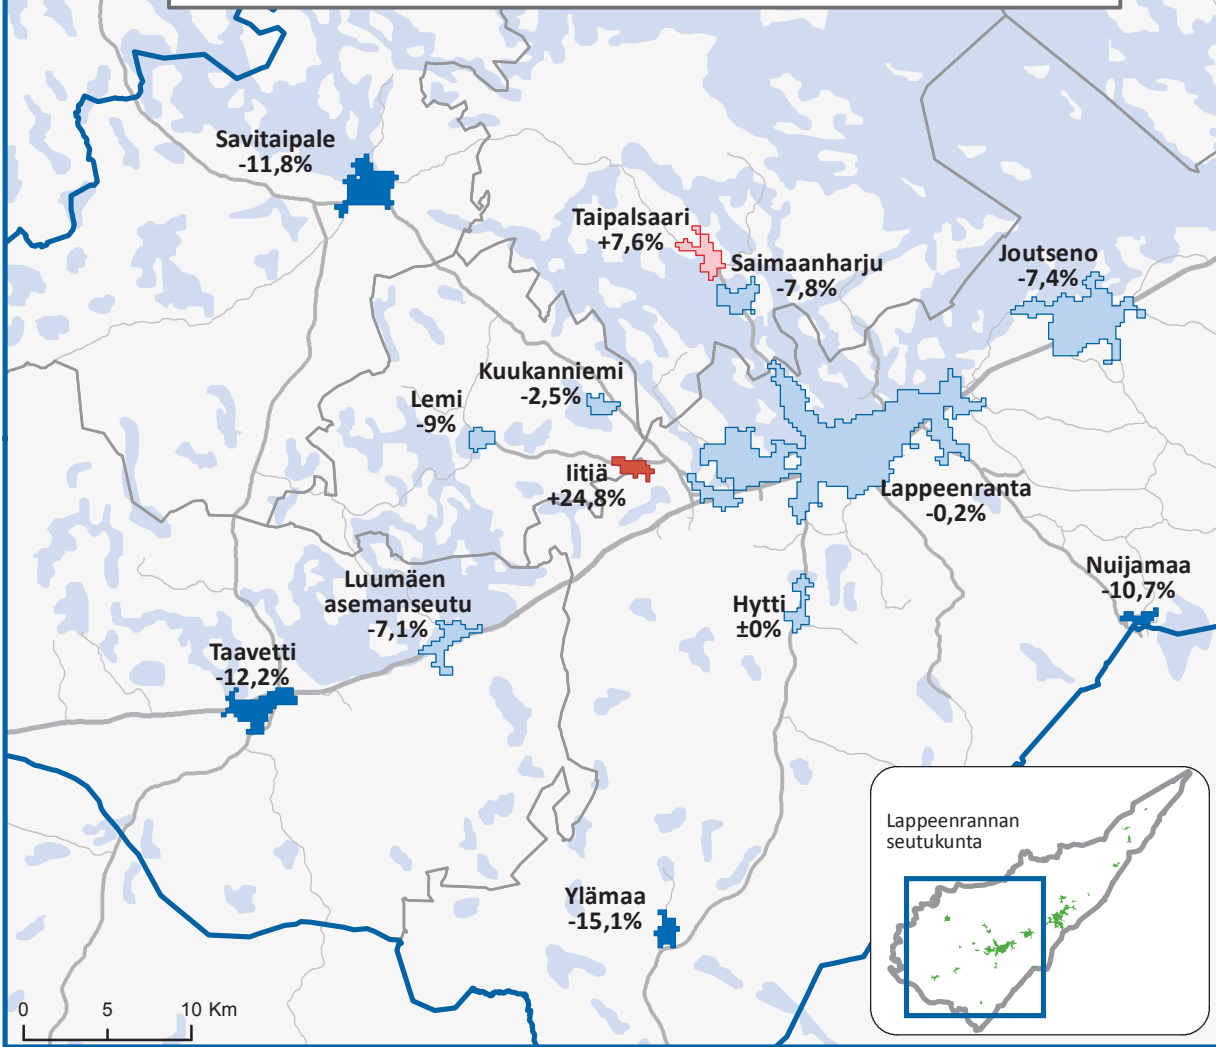 Savitaipale
-11,8%
Taipalsaari
+7,6%
Saimaanharju
-7,8%
Joutseno
-7,4%
Kuukanniemi
-2,5%
Lemi
-9%
Iitiä
+24,8%
Lappeenranta
-0,2%
Luumäen
asemanseutu
-7,1%
Hytti
±0%
Nuijamaa
-10,7%
Taavetti
-12,2%
Ylämaa
-15,1%
Lappeenrannan
seutukunta
0 5 10 Km